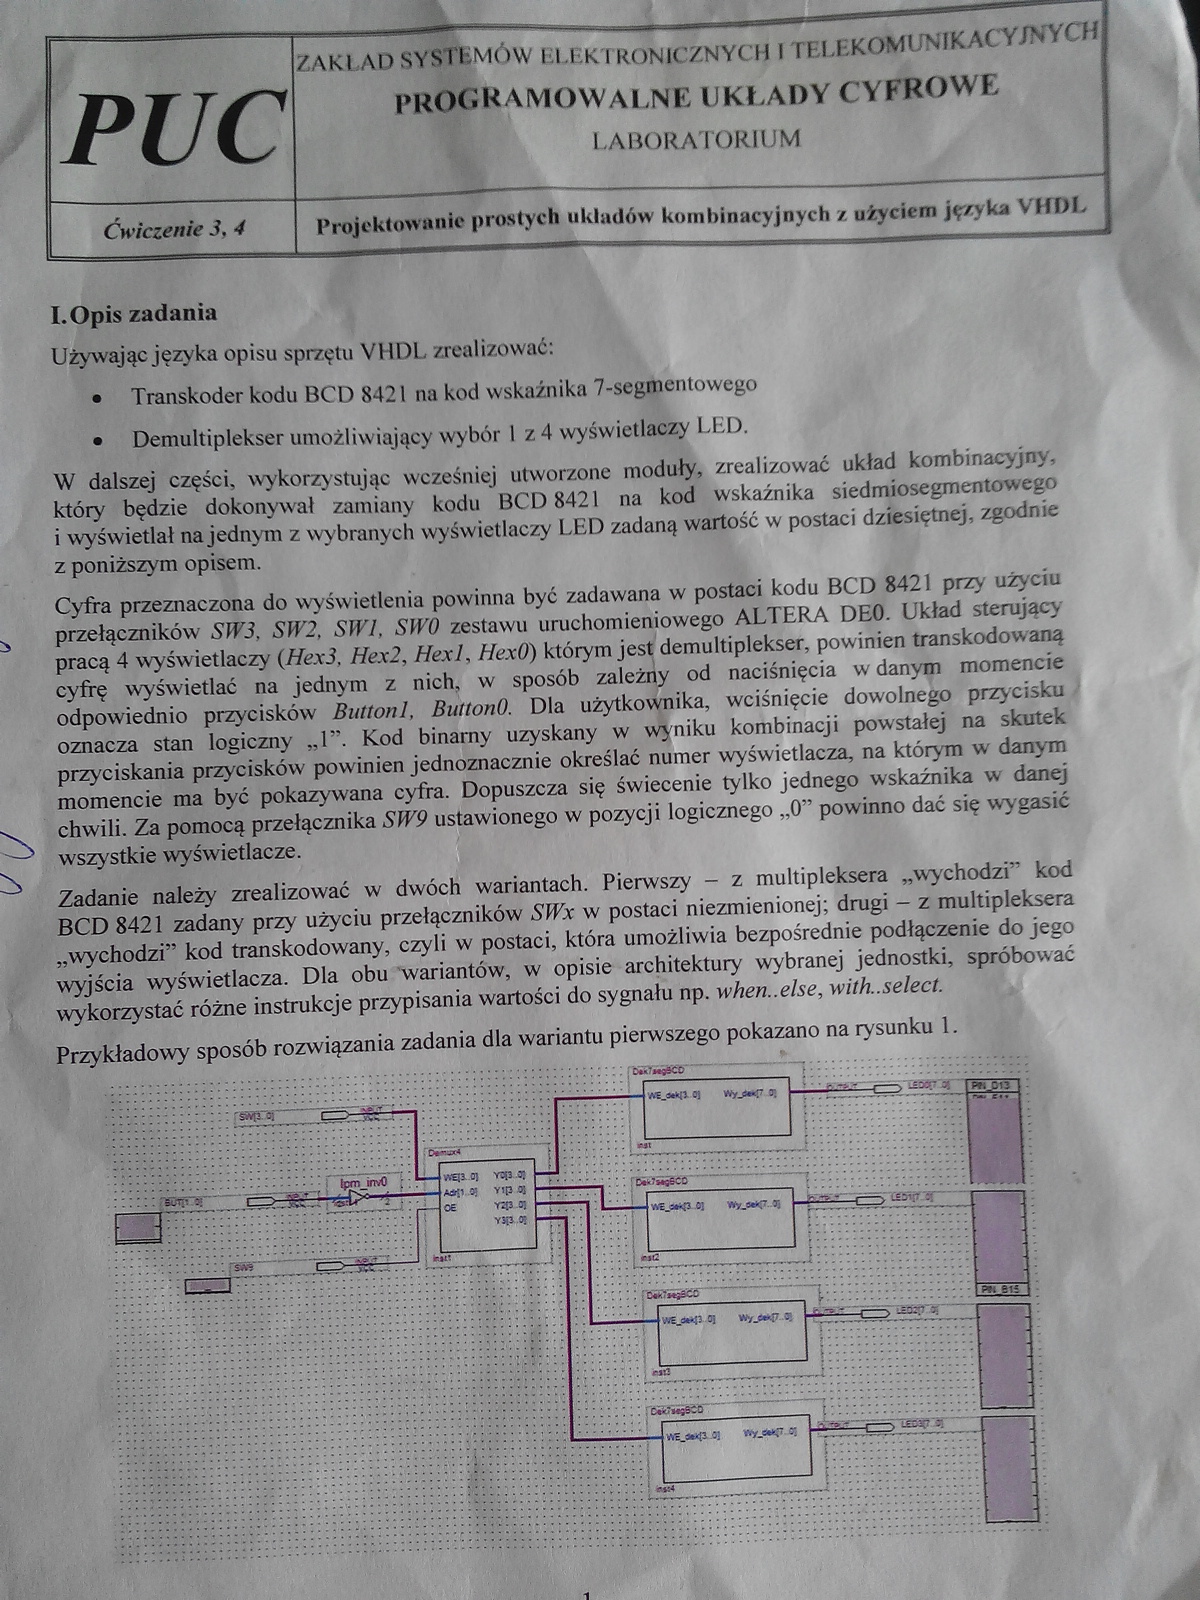 PUC
ZAKŁAD SYSTEMÓW ELEKTRONICZNYCH I TELEKOMUNIKACYJNYCH
PROGRAMOWALNE UKŁADY CYFROWE
LABORATORIUM
Ćwiczenie 3, 4
Projektowanie prostych układów kombinacyjnych z użyciem języka VHDL
I. Opis zadania
Używając języka opisu sprzętu VHDL zrealizować:
• Transkoder kodu BCD 8421 na kod wskaźnika 7-segmentowego
• Demultiplekser umożliwiający wybór 1 z 4 wyświetlaczy LED.
W dalszej części, wykorzystując wcześniej utworzone moduły, zrealizować układ kombinacyjny,
który będzie dokonywał zamiany kodu BCD 8421 na kod wskaźnika siedmiosegmentowego
i wyświetlał na jednym z wybranych wyświetlaczy LED zadaną wartość w postaci dziesiętnej, zgodnie
z poniższym opisem.
Cyfra przeznaczona do wyświetlenia powinna być zadawana w postaci kodu BCD 8421 przy użyciu
przełączników SW3, SW2, SW1, SW0 zestawu uruchomieniowego ALTERA DE0. Układ sterujący
pracą 4 wyświetlaczy (Hex3, Hex2, Hex1, Hex0) którym jest demultiplekser, powinien transkodowaną
cyfrę wyświetlać na jednym z nich, w sposób zależny od naciśnięcia w danym momencie
odpowiednio przycisków Button1, Button0. Dla użytkownika, wciśnięcie dowolnego przycisku
oznacza stan logiczny „1”. Kod binarny uzyskany w wyniku kombinacji powstałej na skutek
przyciskania przycisków powinien jednoznacznie określać numer wyświetlacza, na którym w danym
momencie ma być pokazywana cyfra. Dopuszcza się świecenie tylko jednego wskaźnika w danej
chwili. Za pomocą przełącznika SW9 ustawionego w pozycji logicznego „0” powinno dać się wygasić
wszystkie wyświetlacze.
Zadanie należy zrealizować w dwóch wariantach. Pierwszy – z multipleksera „wychodzi” kod
BCD 8421 zadany przy użyciu przełączników SWx w postaci niezmienionej; drugi – z multipleksera
„wychodzi” kod transkodowany, czyli w postaci, która umożliwia bezpośrednie podłączenie do jego
wyjścia wyświetlacza. Dla obu wariantów, w opisie architektury wybranej jednostki, spróbować
wykorzystać różne instrukcje przypisania wartości do sygnału np. when..else, with..select.
Przykładowy sposób rozwiązania zadania dla wariantu pierwszego pokazano na rysunku 1.
Dek7segBCD
WE_dek[3..0] Wy_dek[7..0]
inst
OUTPUT LED0[7..0]
PIN_D13
SW[3..0] INPUT VCC
Demux4
WE[3..0] Y0[3..0]
Adr[1..0] Y1[3..0]
OE Y2[3..0]
Y3[3..0]
inst1
lpm_inv0
BUT[1..0] INPUT VCC
SW9 INPUT VCC
Dek7segBCD
WE_dek[3..0] Wy_dek[7..0]
inst2
OUTPUT LED1[7..0]
PIN_B15
Dek7segBCD
WE_dek[3..0] Wy_dek[7..0]
inst3
OUTPUT LED2[7..0]
Dek7segBCD
WE_dek[3..0] Wy_dek[7..0]
inst4
OUTPUT LED3[7..0]